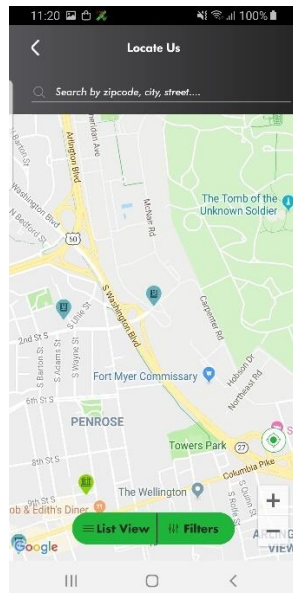 11:20 100%
Locate Us
Search by zipcode, city, street....
Arlington Blvd
McNair Rd
Washington Blvd
N Bedford St
50
The Tomb of the
Unknown Soldier
S Washington Blvd
Carpenter Rd
S Uhle St
2nd St S
S Barton St
S Adams St
S Wayne St
Fort Myer Commissary
Hobson Dr
Northeast Rd
6th St S
PENROSE
Towers Park
27
8th St S
Columbia Pike
S Rolfe St
S Quinn St
9th St S
The Wellington
ob & Edith's Diner
+
List View
Filters
−
ARLING
VIEW
Google